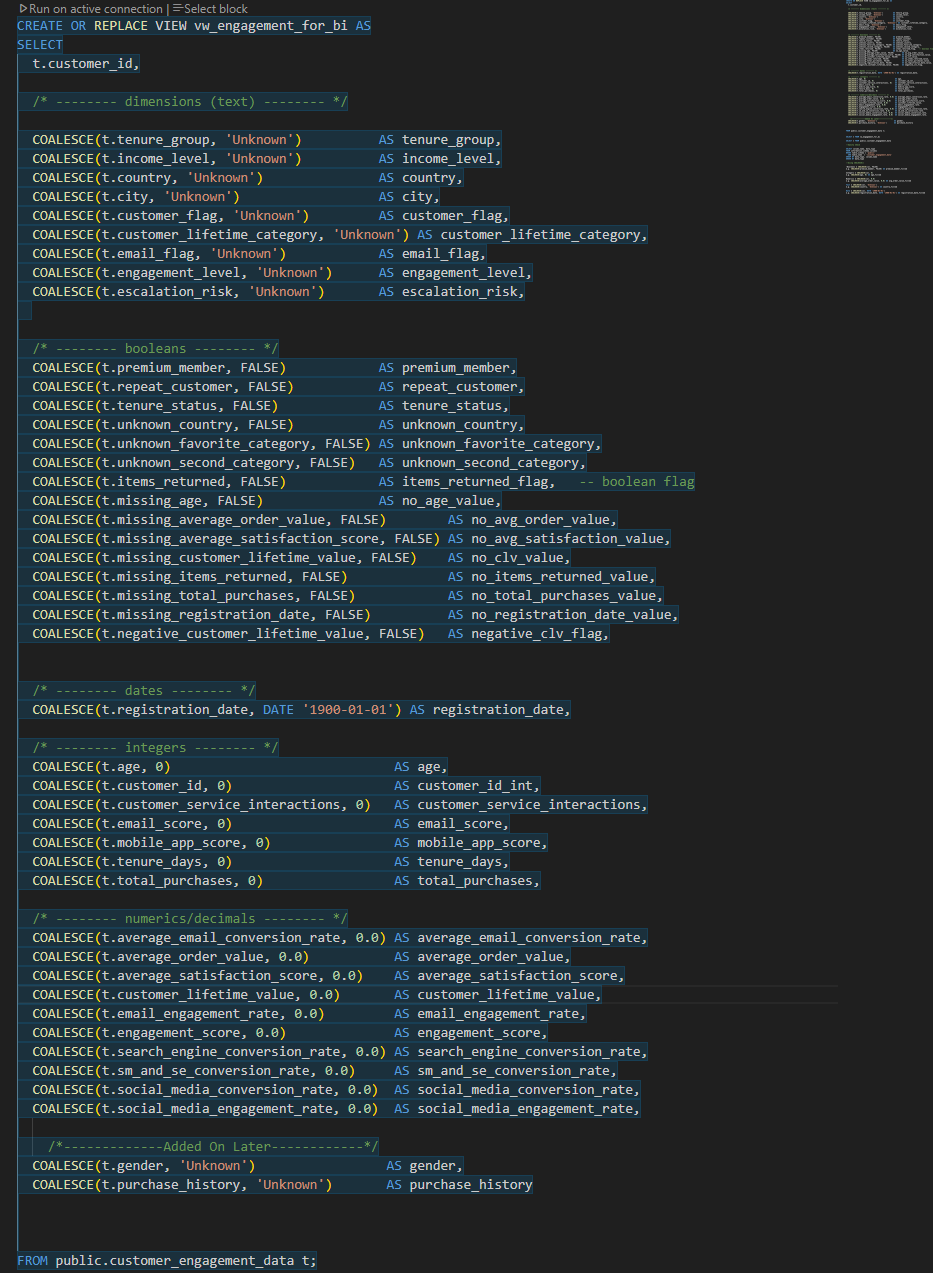 Run on active connection | Select block
CREATE OR REPLACE VIEW vw_engagement_for_bi AS
SELECT
t.customer_id,
/* -------- dimensions (text) -------- */
COALESCE(t.tenure_group, 'Unknown') AS tenure_group,
COALESCE(t.income_level, 'Unknown') AS income_level,
COALESCE(t.country, 'Unknown') AS country,
COALESCE(t.city, 'Unknown') AS city,
COALESCE(t.customer_flag, 'Unknown') AS customer_flag,
COALESCE(t.customer_lifetime_category, 'Unknown') AS customer_lifetime_category,
COALESCE(t.email_flag, 'Unknown') AS email_flag,
COALESCE(t.engagement_level, 'Unknown') AS engagement_level,
COALESCE(t.escalation_risk, 'Unknown') AS escalation_risk,
/* -------- booleans -------- */
COALESCE(t.premium_member, FALSE) AS premium_member,
COALESCE(t.repeat_customer, FALSE) AS repeat_customer,
COALESCE(t.tenure_status, FALSE) AS tenure_status,
COALESCE(t.unknown_country, FALSE) AS unknown_country,
COALESCE(t.unknown_favorite_category, FALSE) AS unknown_favorite_category,
COALESCE(t.unknown_second_category, FALSE) AS unknown_second_category,
COALESCE(t.items_returned, FALSE) AS items_returned_flag, -- boolean flag
COALESCE(t.missing_age, FALSE) AS no_age_value,
COALESCE(t.missing_average_order_value, FALSE) AS no_avg_order_value,
COALESCE(t.missing_average_satisfaction_score, FALSE) AS no_avg_satisfaction_value,
COALESCE(t.missing_customer_lifetime_value, FALSE) AS no_clv_value,
COALESCE(t.missing_items_returned, FALSE) AS no_items_returned_value,
COALESCE(t.missing_total_purchases, FALSE) AS no_total_purchases_value,
COALESCE(t.missing_registration_date, FALSE) AS no_registration_date_value,
COALESCE(t.negative_customer_lifetime_value, FALSE) AS negative_clv_flag,
/* -------- dates -------- */
COALESCE(t.registration_date, DATE '1900-01-01') AS registration_date,
/* -------- integers -------- */
COALESCE(t.age, 0) AS age,
COALESCE(t.customer_id, 0) AS customer_id_int,
COALESCE(t.customer_service_interactions, 0) AS customer_service_interactions,
COALESCE(t.email_score, 0) AS email_score,
COALESCE(t.mobile_app_score, 0) AS mobile_app_score,
COALESCE(t.tenure_days, 0) AS tenure_days,
COALESCE(t.total_purchases, 0) AS total_purchases,
/* -------- numerics/decimals -------- */
COALESCE(t.average_email_conversion_rate, 0.0) AS average_email_conversion_rate,
COALESCE(t.average_order_value, 0.0) AS average_order_value,
COALESCE(t.average_satisfaction_score, 0.0) AS average_satisfaction_score,
COALESCE(t.customer_lifetime_value, 0.0) AS customer_lifetime_value,
COALESCE(t.email_engagement_rate, 0.0) AS email_engagement_rate,
COALESCE(t.engagement_score, 0.0) AS engagement_score,
COALESCE(t.search_engine_conversion_rate, 0.0) AS search_engine_conversion_rate,
COALESCE(t.sm_and_se_conversion_rate, 0.0) AS sm_and_se_conversion_rate,
COALESCE(t.social_media_conversion_rate, 0.0) AS social_media_conversion_rate,
COALESCE(t.social_media_engagement_rate, 0.0) AS social_media_engagement_rate,
/*-------------Added On Later------------*/
COALESCE(t.gender, 'Unknown') AS gender,
COALESCE(t.purchase_history, 'Unknown') AS purchase_history
FROM public.customer_engagement_data t;